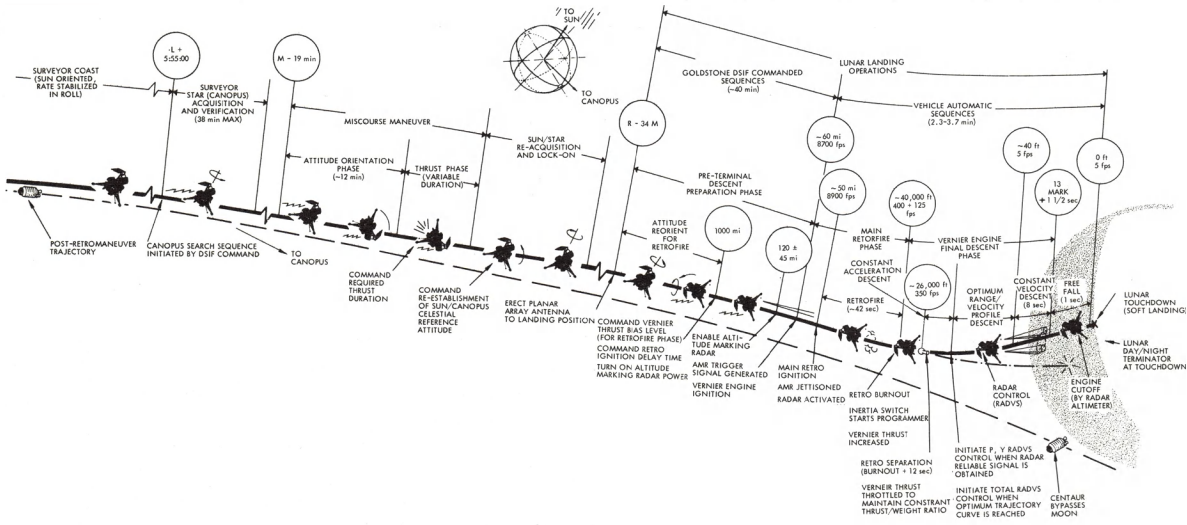 SURVEYOR COAST
(SUN ORIENTED,
RATE STABILIZED
IN ROLL)
-L +
5:55:00
SURVEYOR
STAR (CANOPUS)
ACQUISITION
AND VERIFICATION
(38 min MAX)
M - 19 min
MISCOURSE MANEUVER
ATTITUDE ORIENTATION
PHASE
(~12 min)
THRUST PHASE
(VARIABLE
DURATION)
TO
SUN
TO
CANOPUS
SUN/STAR
RE-ACQUISITION
AND LOCK-ON
R - 34 M
LUNAR LANDING
OPERATIONS
GOLDSTONE DSIF COMMANDED
SEQUENCES
(~40 min)
VEHICLE AUTOMATIC
SEQUENCES
(2.3-3.7 min)
PRE-TERMINAL
DESCENT
PREPARATION PHASE
ATTITUDE
REORIENT
FOR
RETROFIRE
1000 mi
120 ±
45 mi
~60 mi
8700 fps
~50 mi
8900 fps
MAIN
RETORFIRE
PHASE
RETROFIRE
(~42 sec)
~40,000 ft
400 + 125
fps
VERNIER ENGINE
FINAL DESCENT
PHASE
CONSTANT
ACCELERATION
DESCENT
~26,000 ft
350 fps
OPTIMUM
RANGE/
VELOCITY
PROFILE
DESCENT
~40 ft
5 fps
CONSTANT
VELOCITY
DESCENT
(8 sec)
13
MARK
+ 1 1/2 sec
FREE
FALL
(1 sec)
0 ft
5 fps
LUNAR
TOUCHDOWN
(SOFT LANDING)
LUNAR
DAY/NIGHT
TERMINATOR
AT TOUCHDOWN
POST-RETROMANEUVER
TRAJECTORY
CANOPUS SEARCH SEQUENCE
INITIATED BY DSIF COMMAND
TO
CANOPUS
COMMAND
REQUIRED
THRUST
DURATION
COMMAND
RE-ESTABLISHMENT
OF SUN/CANOPUS
CELESTIAL
REFERENCE
ATTITUDE
ERECT PLANAR
ARRAY ANTENNA
TO LANDING POSITION
COMMAND VERNIER
THRUST BIAS LEVEL
(FOR RETROFIRE PHASE)
COMMAND RETRO
IGNITION DELAY TIME
TURN ON ALTITUDE
MARKING RADAR POWER
ENABLE ALTI-
TUDE MARKING
RADAR
AMR TRIGGER
SIGNAL GENERATED
VERNIER ENGINE
IGNITION
MAIN RETRO
IGNITION
AMR JETTISONED
RADAR ACTIVATED
RETRO BURNOUT
INERTIA SWITCH
STARTS PROGRAMMER
VERNIER THRUST
INCREASED
RETRO SEPARATION
(BURNOUT + 12 sec)
VERNEIR THRUST
THROTTLED TO
MAINTAIN CONSTRANT
THRUST/WEIGHT RATIO
RADAR
CONTROL
(RADVS)
INITIATE P, Y RADVS
CONTROL WHEN RADAR
RELIABLE SIGNAL IS
OBTAINED
INITIATE TOTAL RADVS
CONTROL WHEN
OPTIMUM TRAJECTORY
CURVE IS REACHED
ENGINE
CUTOFF
(BY RADAR
ALTIMETER)
CENTAUR
BYPASSES
MOON